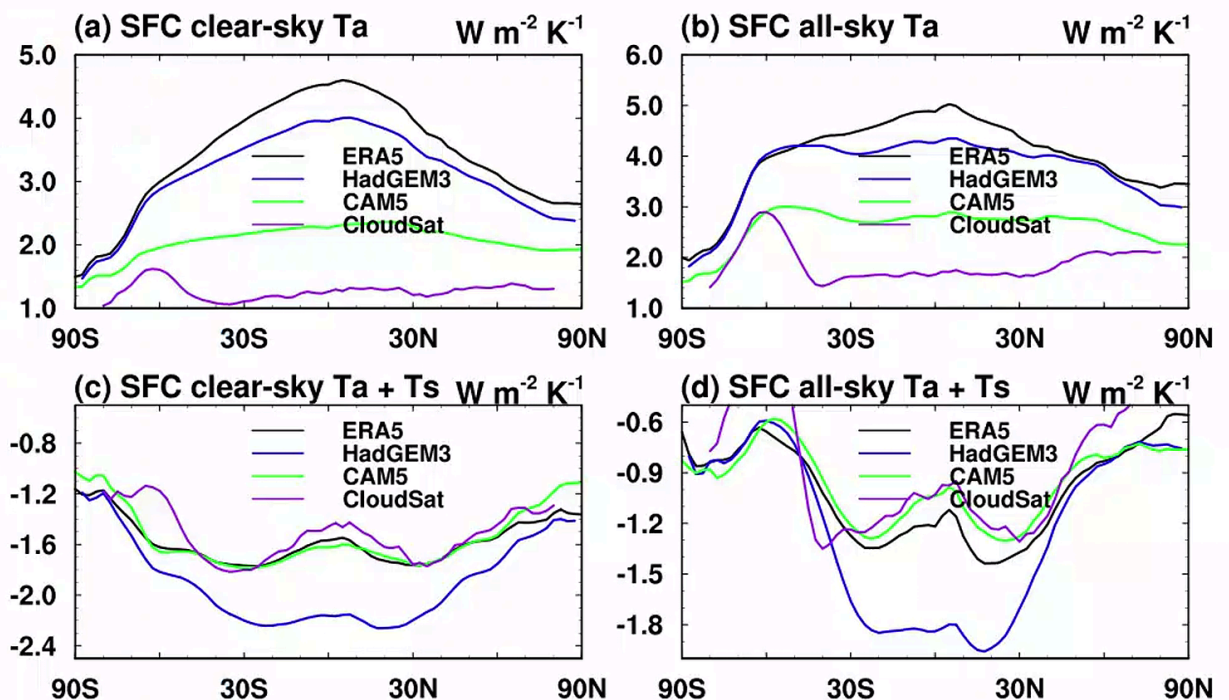 (a) SFC clear-sky Ta W m-2 K-1
5.0
4.0
3.0
2.0
1.0
90S 30S 30N 90N
ERA5
HadGEM3
CAM5
CloudSat
(b) SFC all-sky Ta W m-2 K-1
6.0
5.0
4.0
3.0
2.0
1.0
90S 30S 30N 90N
ERA5
HadGEM3
CAM5
CloudSat
(c) SFC clear-sky Ta + Ts W m-2 K-1
-0.8
-1.2
-1.6
-2.0
-2.4
90S 30S 30N 90N
ERA5
HadGEM3
CAM5
CloudSat
(d) SFC all-sky Ta + Ts W m-2 K-1
-0.6
-0.9
-1.2
-1.5
-1.8
90S 30S 30N 90N
ERA5
HadGEM3
CAM5
CloudSat